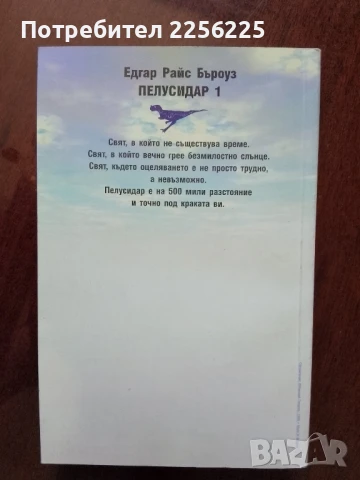 Потребител 2256225
Едгар Райс Бъроуз
ПЕЛУСИДАР 1
Свят, в който не съществува време.
Свят, в който вечно грее безмилостно слънце.
Свят, където оцеляването е не просто трудно,
а невъзможно.
Пелусидар е на 500 мили разстояние
и точно под краката ви.
BAZAR